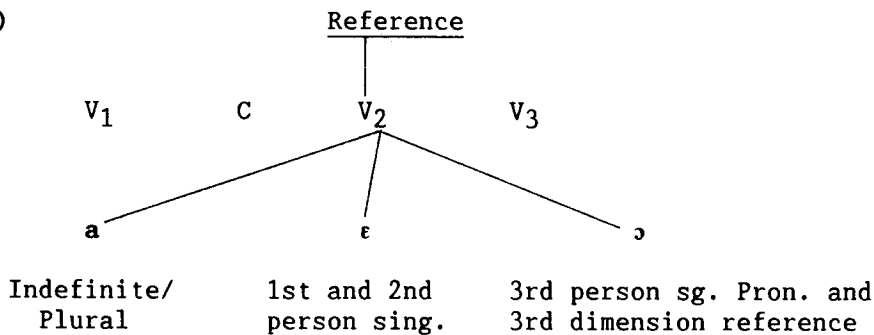 )
Reference
V1 C V2 V3
a ɛ ɔ
Indefinite/ 1st and 2nd 3rd person sg. Pron. and
Plural person sing. 3rd dimension reference